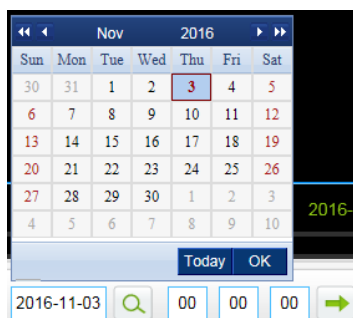 Nov 2016
Sun Mon Tue Wed Thu Fri Sat
30 31 1 2 3 4 5
6 7 8 9 10 11 12
13 14 15 16 17 18 19
20 21 22 23 24 25 26
27 28 29 30 1 2 3
4 5 6 7 8 9 10
2016-
Today OK
2016-11-03 00 00 00